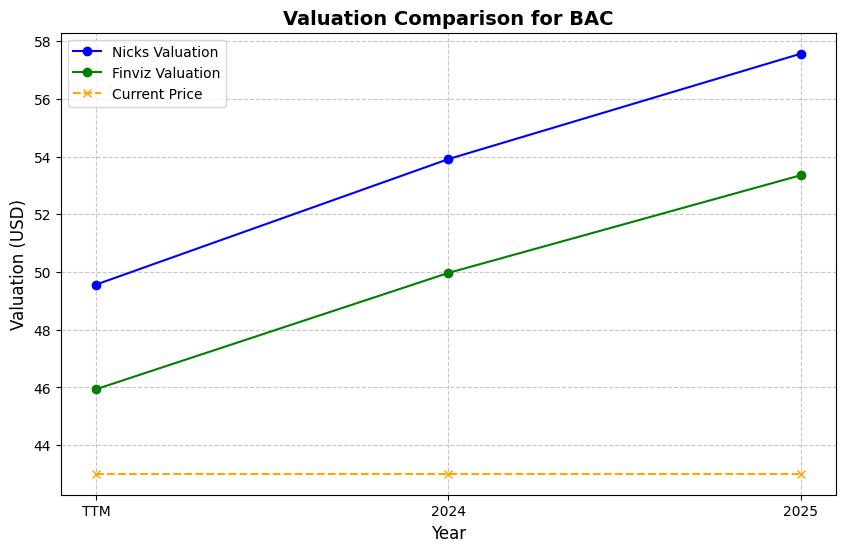 Valuation Comparison for BAC
Nicks Valuation
Finviz Valuation
Current Price
Valuation (USD)
58
56
54
52
50
48
46
44
TTM
2024
2025
Year